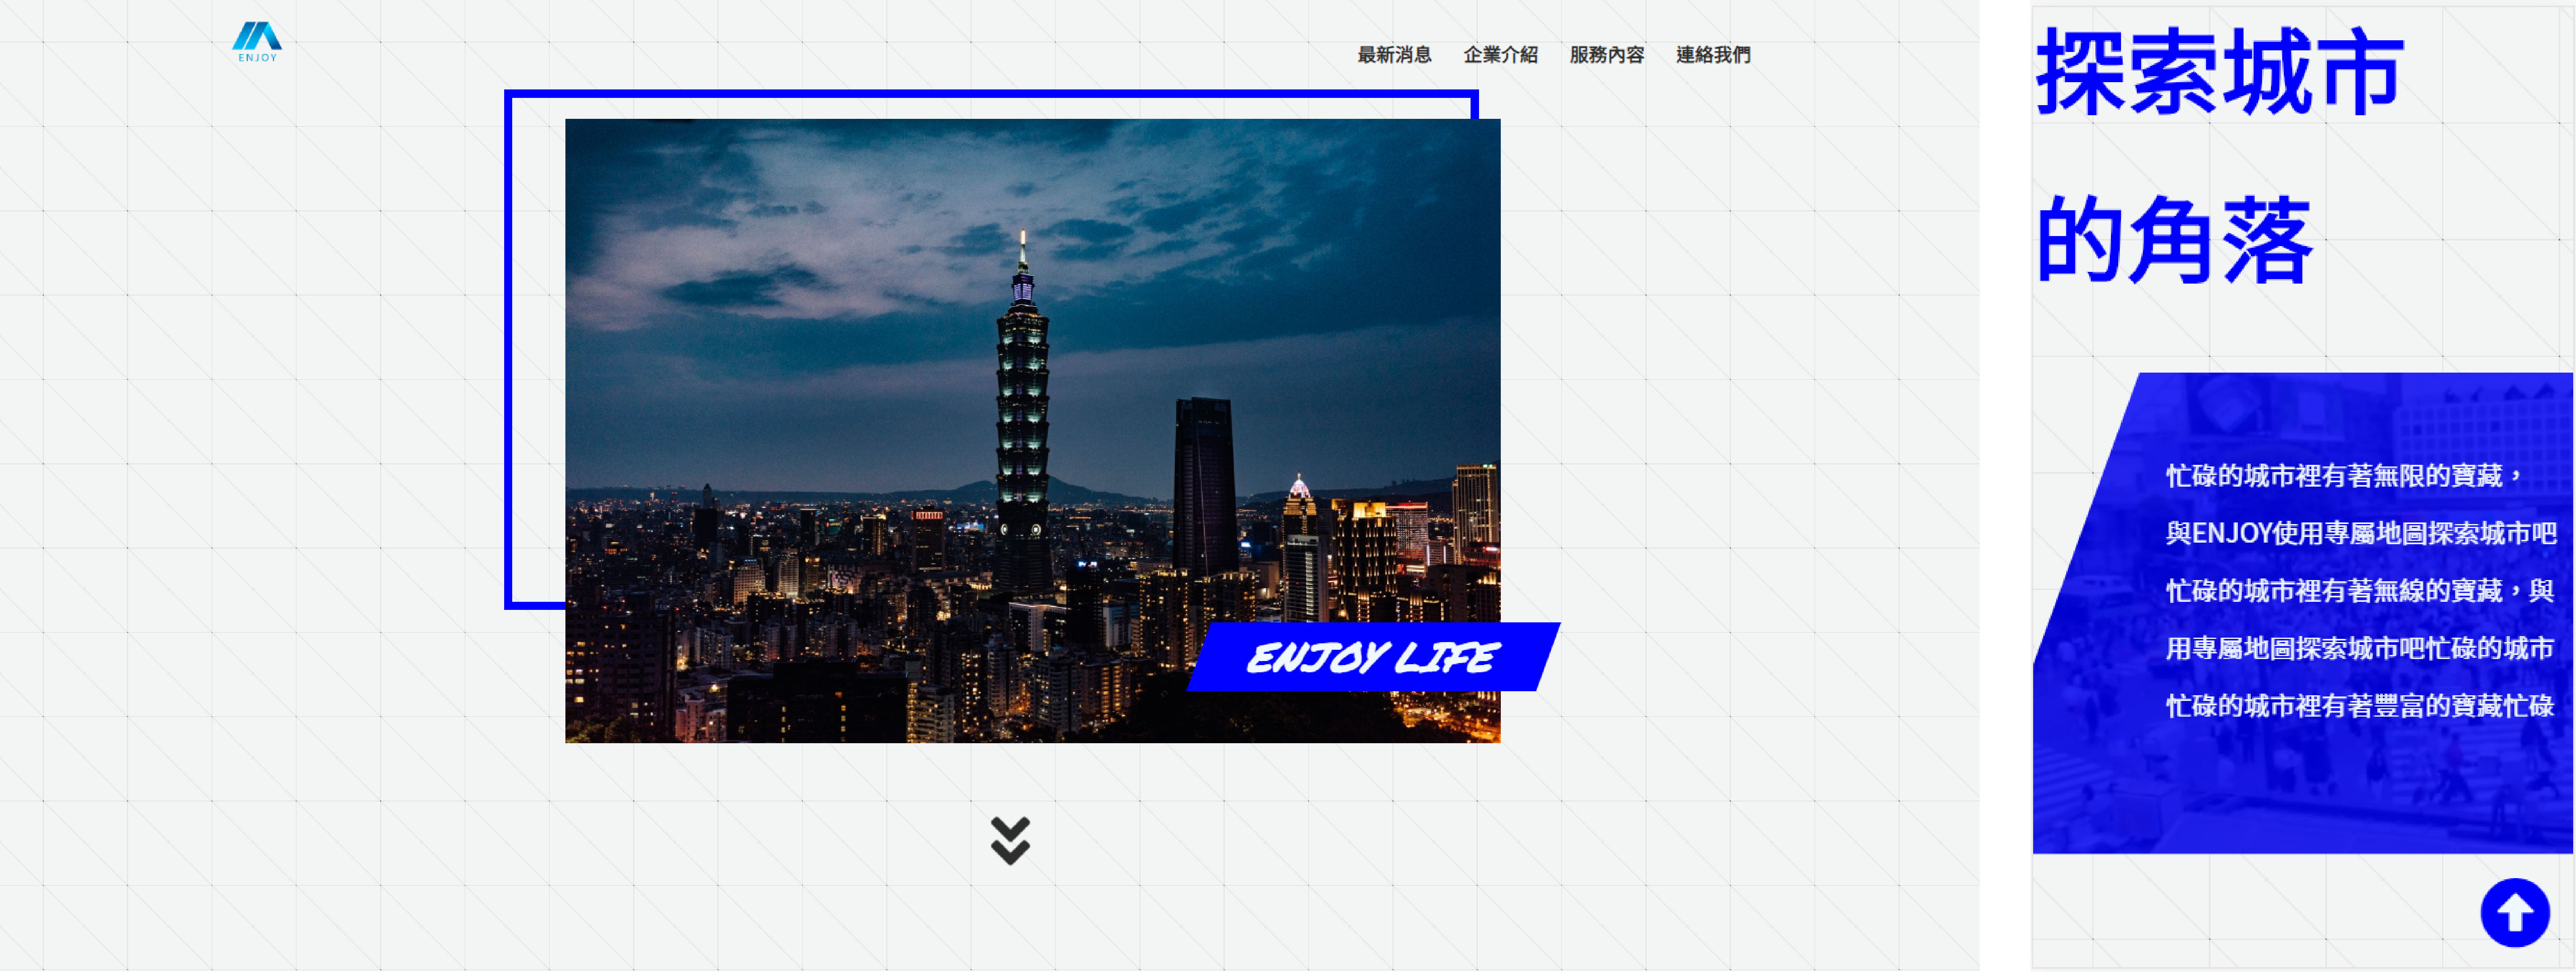 ENJOY
最新消息 企業介紹 服務內容 連絡我們
ENJOY LIFE
探索城市
的角落
忙碌的城市裡有著無限的寶藏，
與ENJOY使用專屬地圖探索城市吧
忙碌的城市裡有著無線的寶藏，與
用專屬地圖探索城市吧忙碌的城市
忙碌的城市裡有著豐富的寶藏忙碌